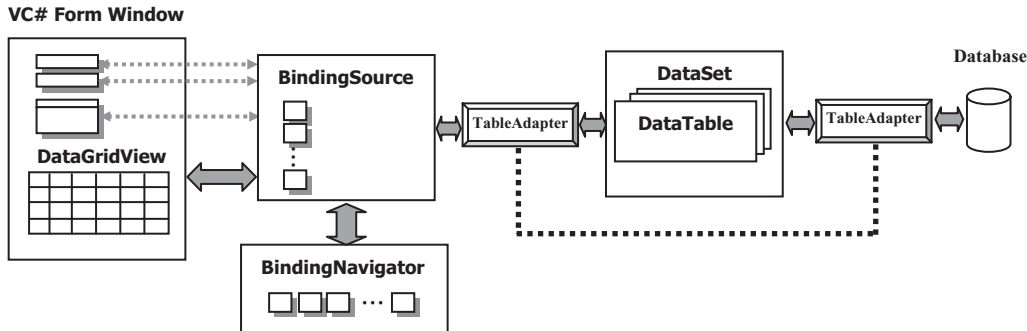 VC# Form Window
Database
BindingSource
DataSet
TableAdapter
DataTable
TableAdapter
DataGridView
BindingNavigator